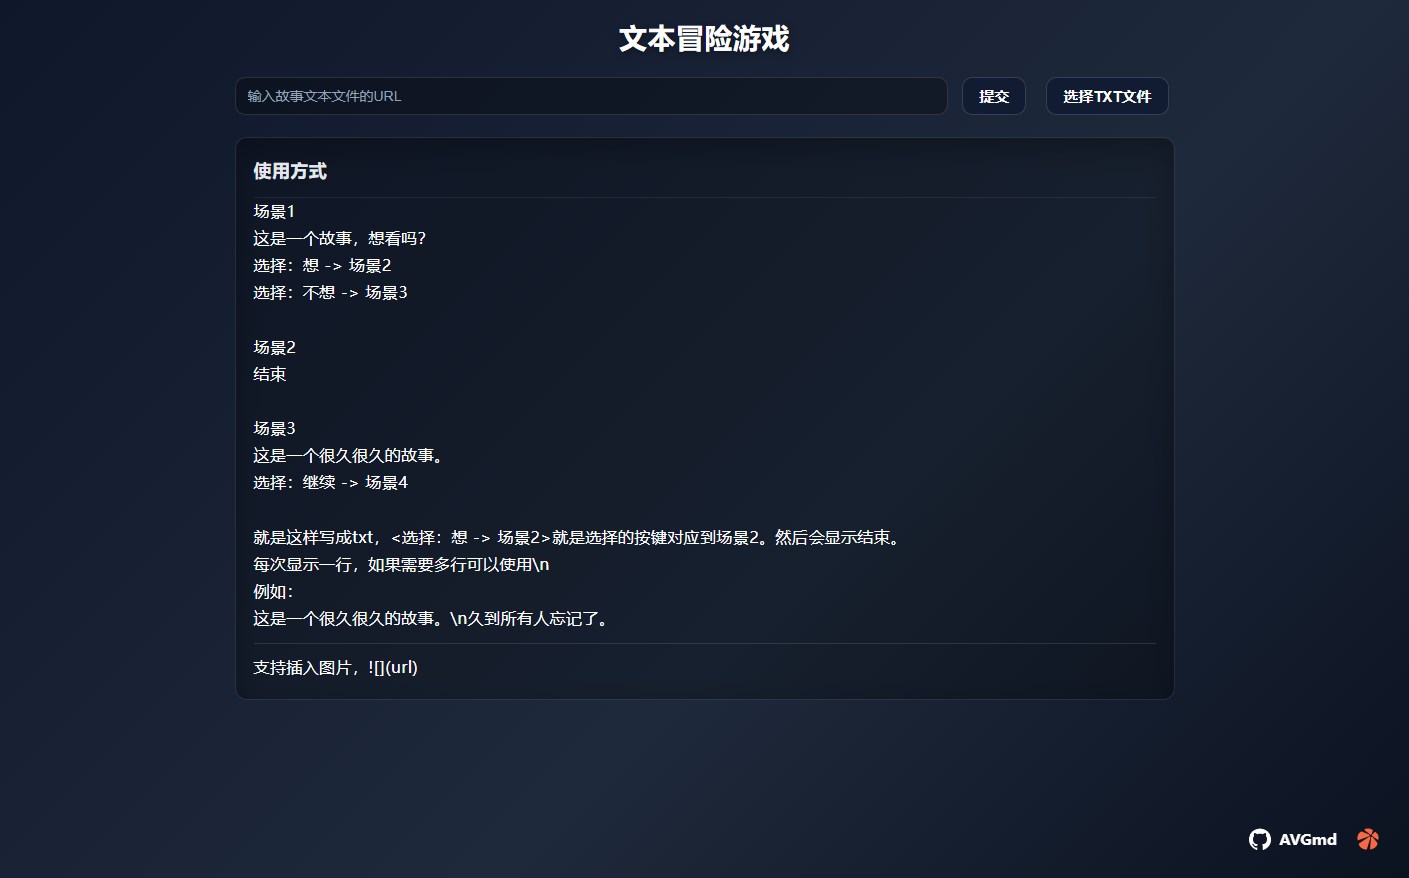 文本冒险游戏
输入故事文本文件的URL
提交
选择TXT文件
使用方式
场景1
这是一个故事，想看吗？
选择：想 -> 场景2
选择：不想 -> 场景3
场景2
结束
场景3
这是一个很久很久的故事。
选择：继续 -> 场景4
就是这样写成txt，<选择：想 -> 场景2>就是选择的按键对应到场景2。然后会显示结束。
每次显示一行，如果需要多行可以使用\n
例如：
这是一个很久很久的故事。\n久到所有人忘记了。
支持插入图片，![](url)
AVGmd